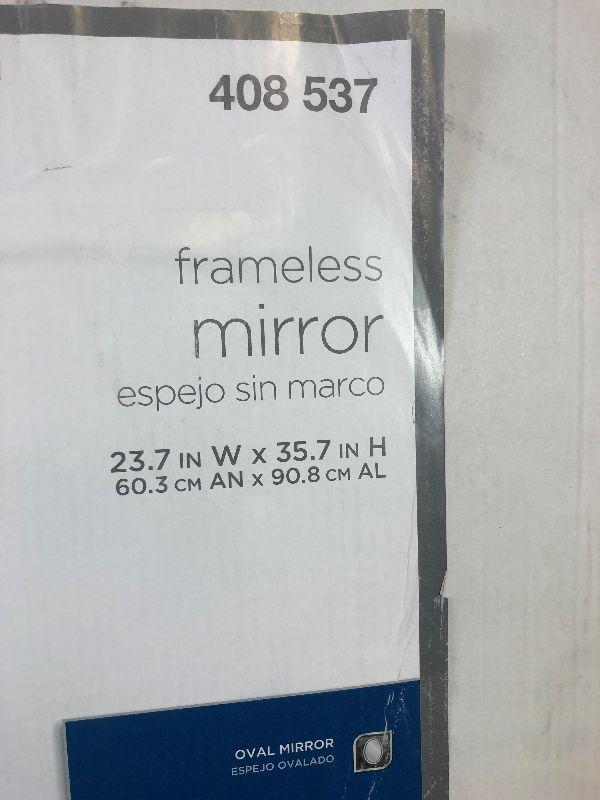 408 537
frameless
mirror
espejo sin marco
23.7 IN W x 35.7 IN H
60.3 CM AN x 90.8 CM AL
OVAL MIRROR
ESPEJO OVALADO